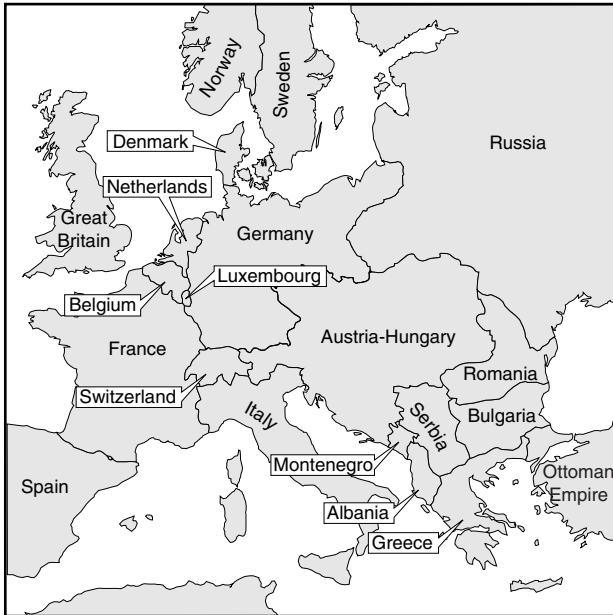 Norway
Sweden
Denmark
Russia
Netherlands
Great
Britain
Germany
Luxembourg
Belgium
Austria-Hungary
France
Romania
Switzerland
Serbia
Bulgaria
Italy
Montenegro
Ottoman
Empire
Spain
Albania
Greece